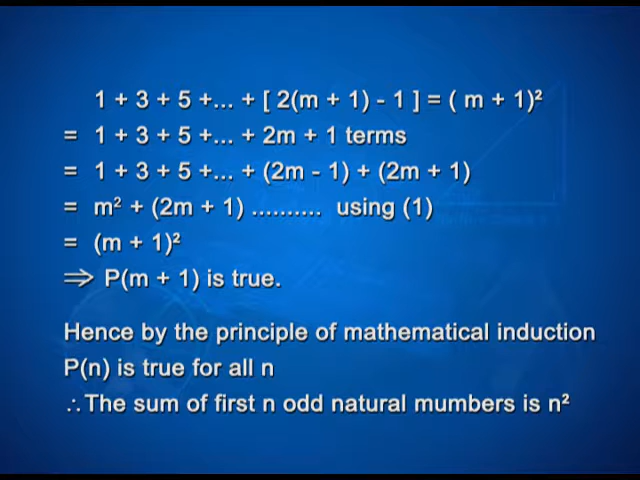 1 + 3 + 5 +... + [ 2(m + 1) - 1 ] = ( m + 1)²
= 1 + 3 + 5 +... + 2m + 1 terms
= 1 + 3 + 5 +... + (2m - 1) + (2m + 1)
= m² + (2m + 1) .......... using (1)
= (m + 1)²
⇒ P(m + 1) is true.
Hence by the principle of mathematical induction
P(n) is true for all n
∴ The sum of first n odd natural mumbers is n²